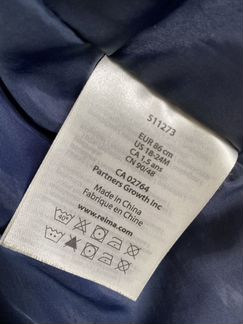 511273
EUR 86 cm
US 18-24M
CA 1,5 ans
CN 90/48
CA 02764
Partners Growth Inc
Made in China
Fabriqué en Chine
www.reima.com